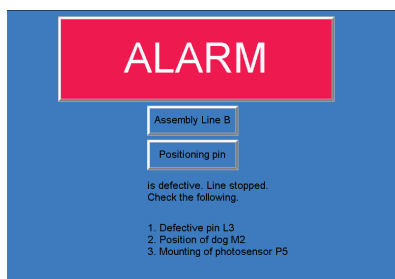 ALARM
Assembly Line B
Positioning pin
is defective. Line stopped.
Check the following.
1. Defective pin L3
2. Position of dog M2
3. Mounting of photosensor P5